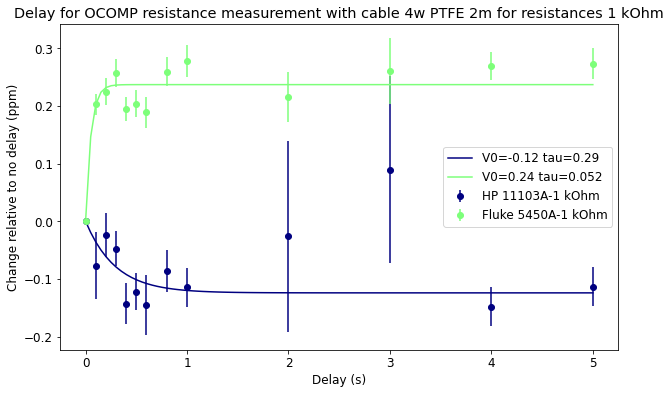 Delay for OCOMP resistance measurement with cable 4w PTFE 2m for resistances 1 kOhm
Change relative to no delay (ppm)
0.3
0.2
0.1
0.0
−0.1
−0.2
V0=-0.12 tau=0.29
V0=0.24 tau=0.052
HP 11103A-1 kOhm
Fluke 5450A-1 kOhm
0 1 2 3 4 5
Delay (s)